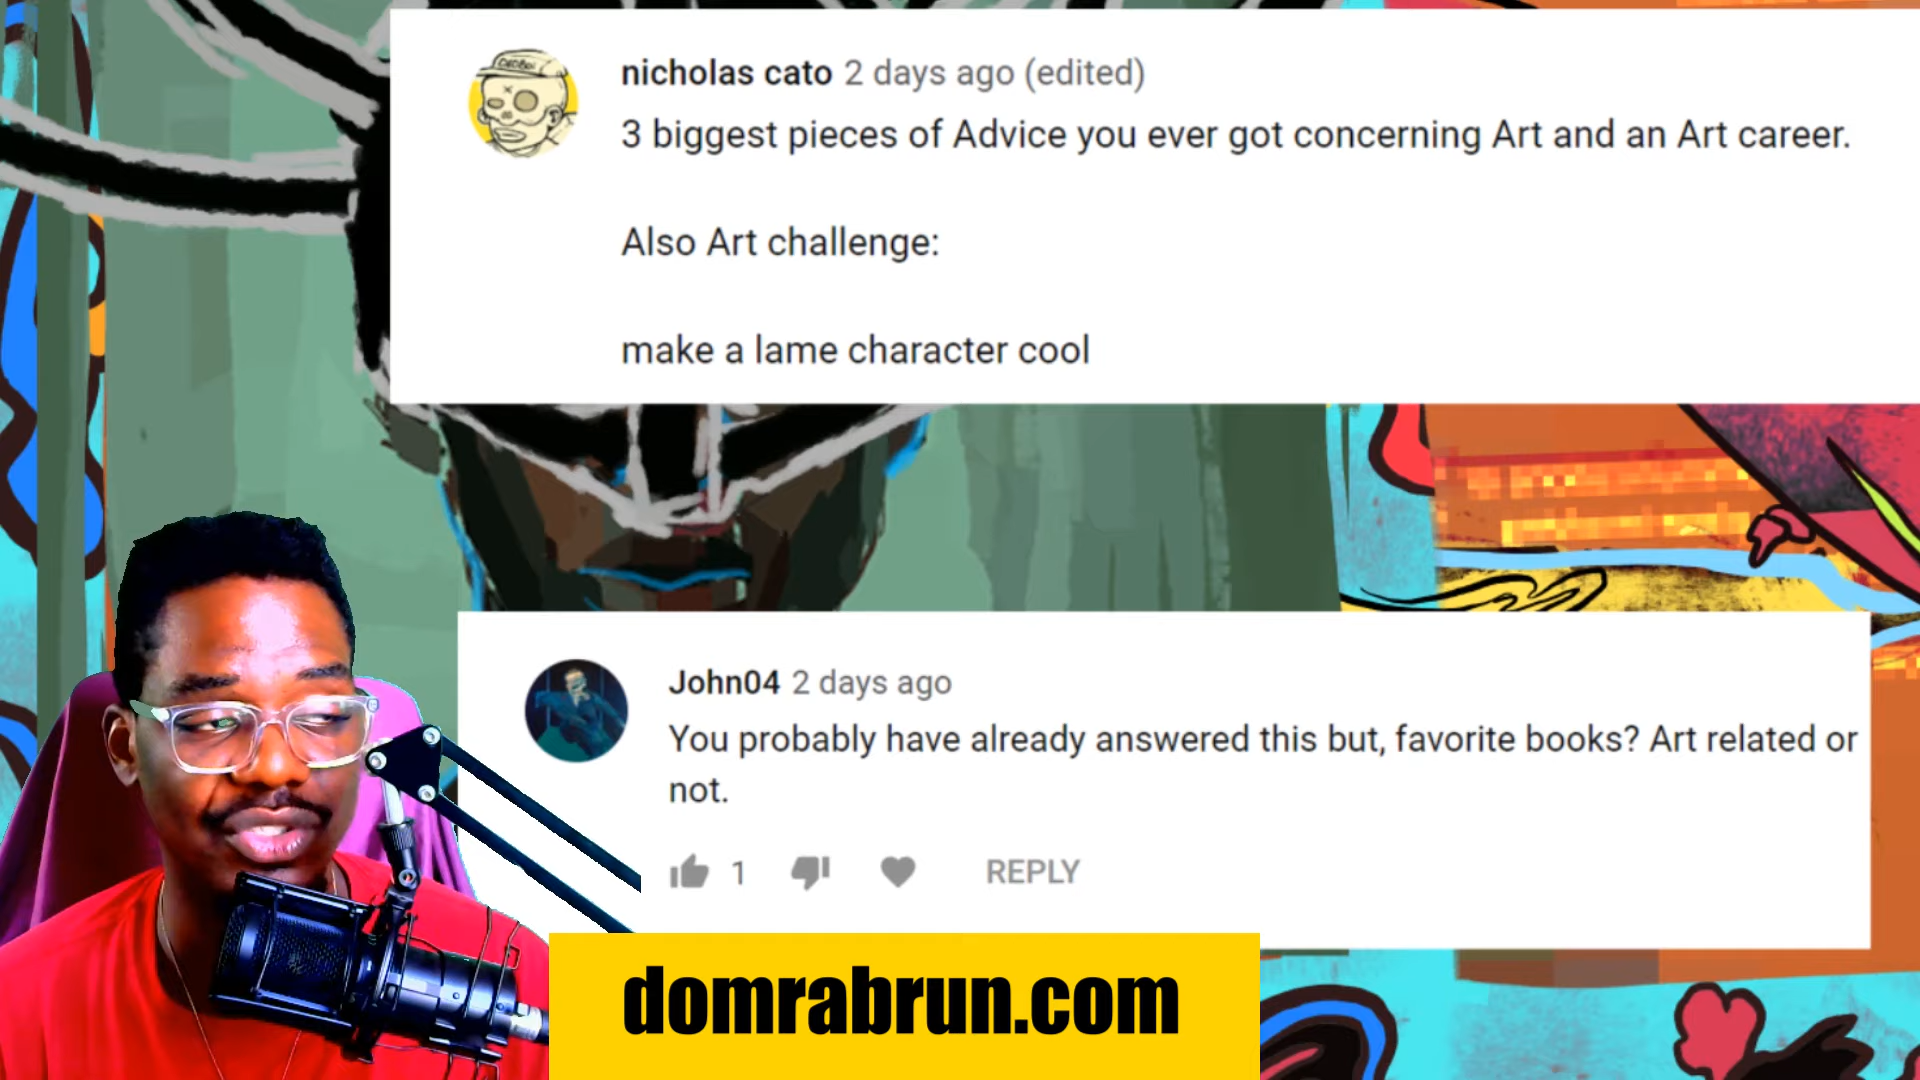 nicholas cato 2 days ago (edited)
3 biggest pieces of Advice you ever got concerning Art and an Art career.
Also Art challenge:
make a lame character cool
John04 2 days ago
You probably have already answered this but, favorite books? Art related or
not.
1 REPLY
domrabrun.com